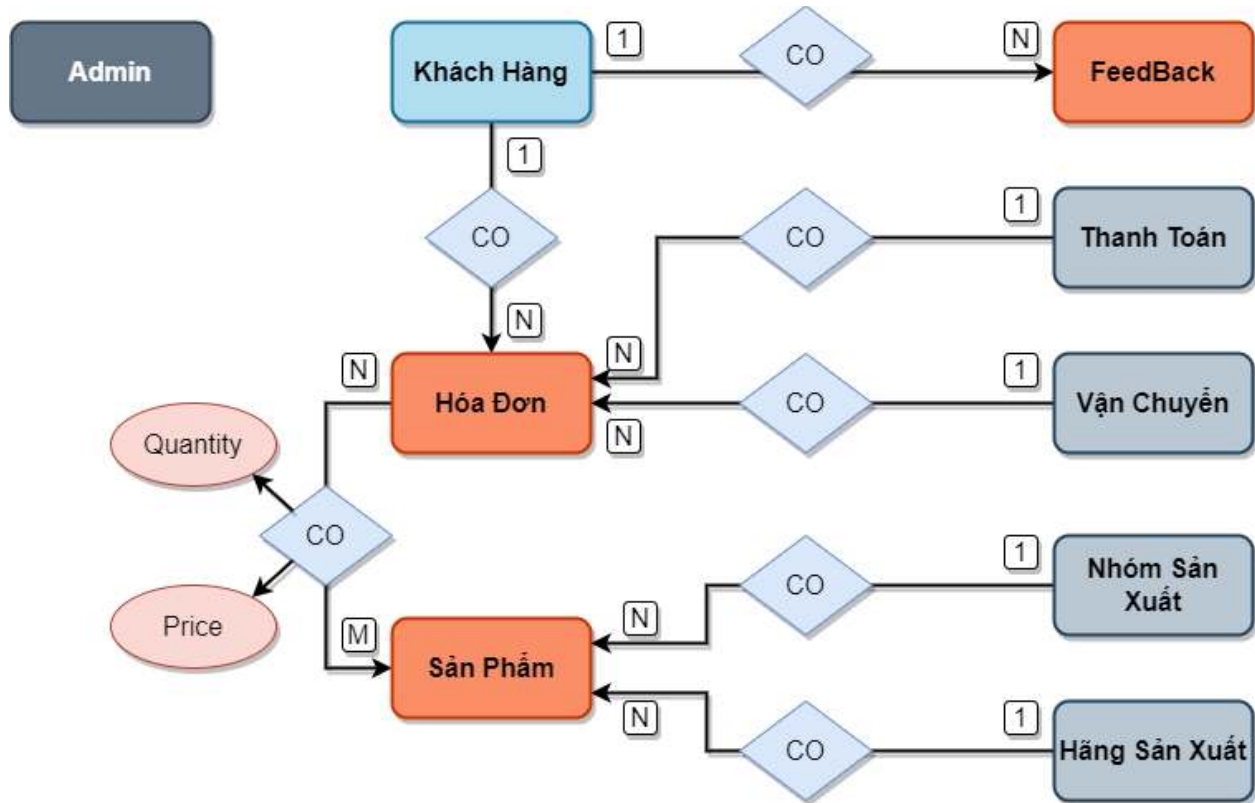 Admin
Khách Hàng
1
CO
N
FeedBack
1
CO
N
CO
1
Thanh Toán
N
N
Hóa Đơn
N
CO
1
Vận Chuyển
Quantity
CO
Price
M
Sản Phẩm
N
CO
1
Nhóm Sản
Xuất
N
CO
1
Hãng Sản Xuất